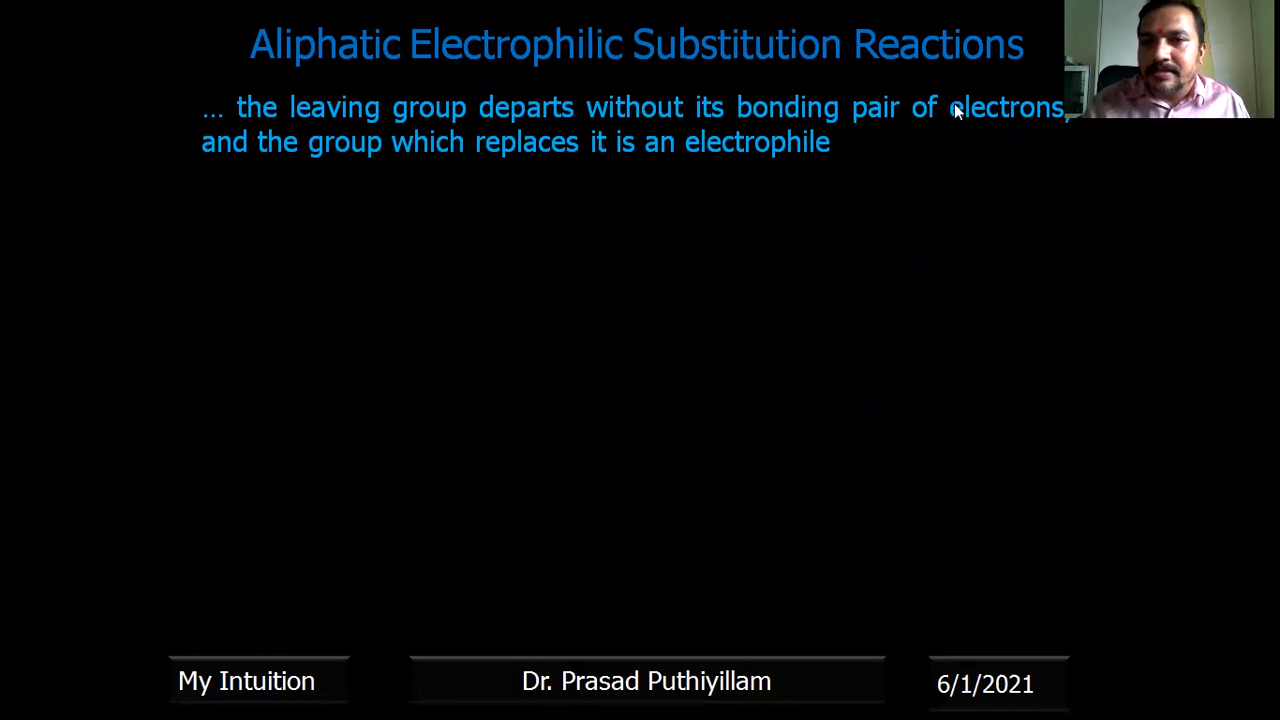 Aliphatic Electrophilic Substitution Reactions
… the leaving group departs without its bonding pair of electrons,
and the group which replaces it is an electrophile
My Intuition
Dr. Prasad Puthiyillam
6/1/2021